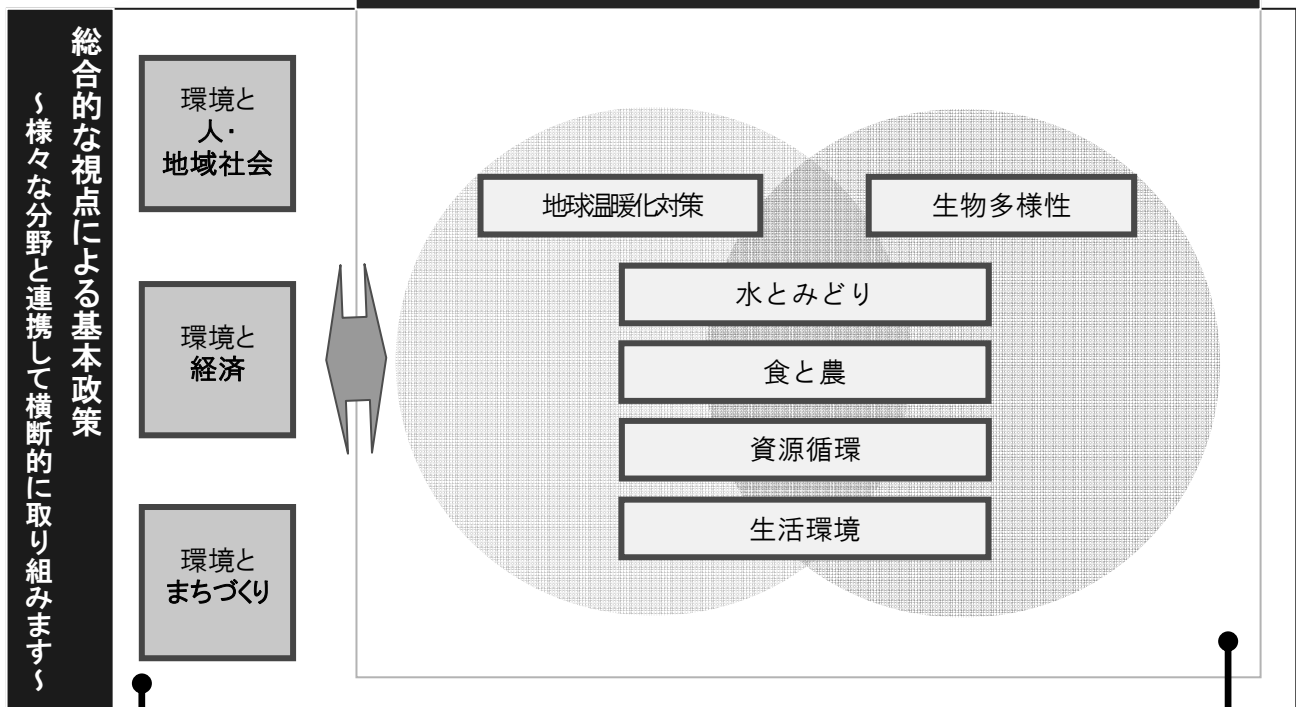 総合的な視点による基本政策
～様々な分野と連携して横断的に取り組みます～
環境と
人・
地域社会
環境と
経済
環境と
まちづくり
地球温暖化対策
生物多様性
水とみどり
食と農
資源循環
生活環境